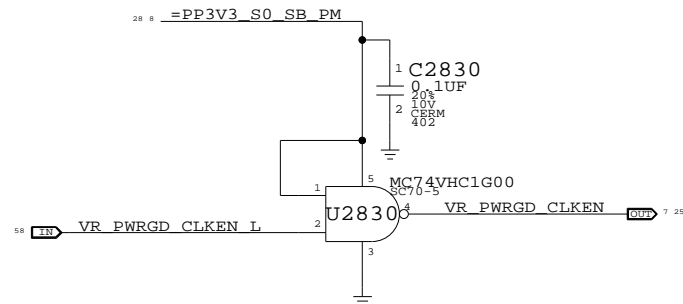 28 8 =PP3V3_S0_SB_PM
1 C2830
0.1UF
20%
10V
2 CERM
402
5 MC74VHC1G00
SC70-5
1
U2830 4 VR_PWRGD_CLKEN OUT 7 25
58 IN VR_PWRGD_CLKEN_L 2
3